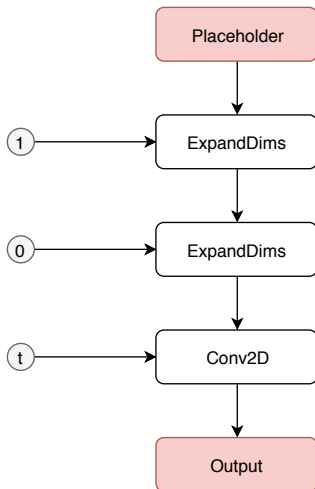 Placeholder
1
ExpandDims
0
ExpandDims
t
Conv2D
Output